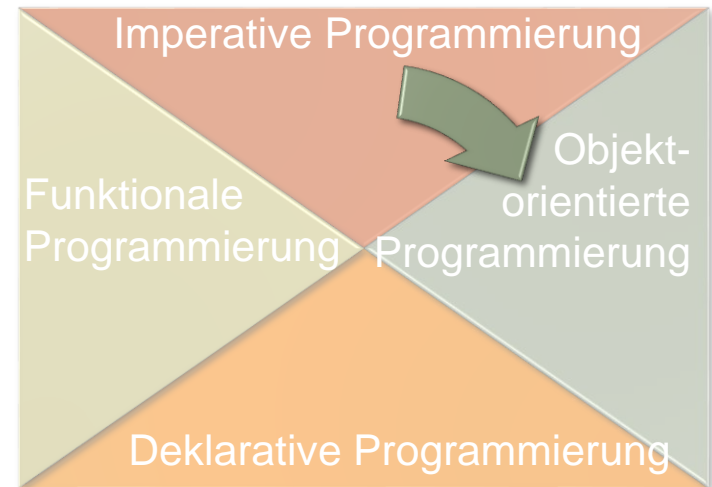 Imperative Programmierung
Objekt-
orientierte
Programmierung
Funktionale
Programmierung
Deklarative Programmierung